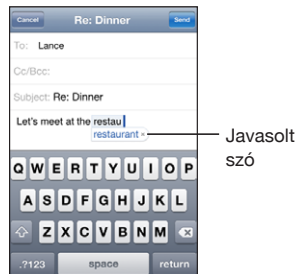 Cancel Re: Dinner Send
To: Lance
Cc/Bcc:
Subject: Re: Dinner
Let's meet at the restau
restaurant ×
Javasolt
szó
Q W E R T Y U I O P
A S D F G H J K L
Z X C V B N M
.?123 space return